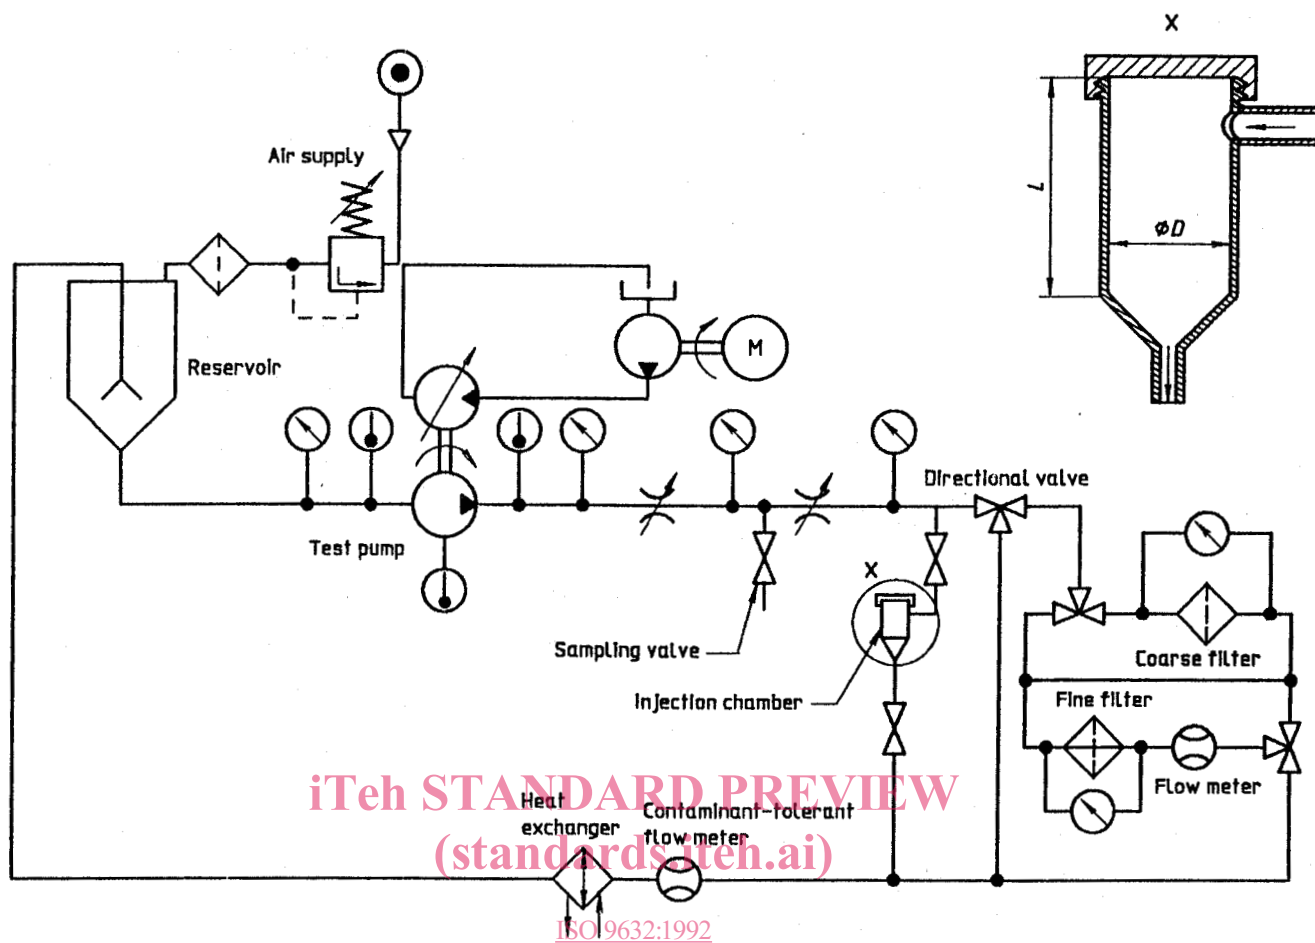 X
Air supply
L
ΦD
Reservoir
M
Directional valve
Test pump
X
Sampling valve
Coarse filter
Injection chamber
Fine filter
Flow meter
iTeh STANDARD PREVIEW
Heat
exchanger
Contaminant-tolerant
flow meter
(standards.iteh.ai)
ISO 9632:1992